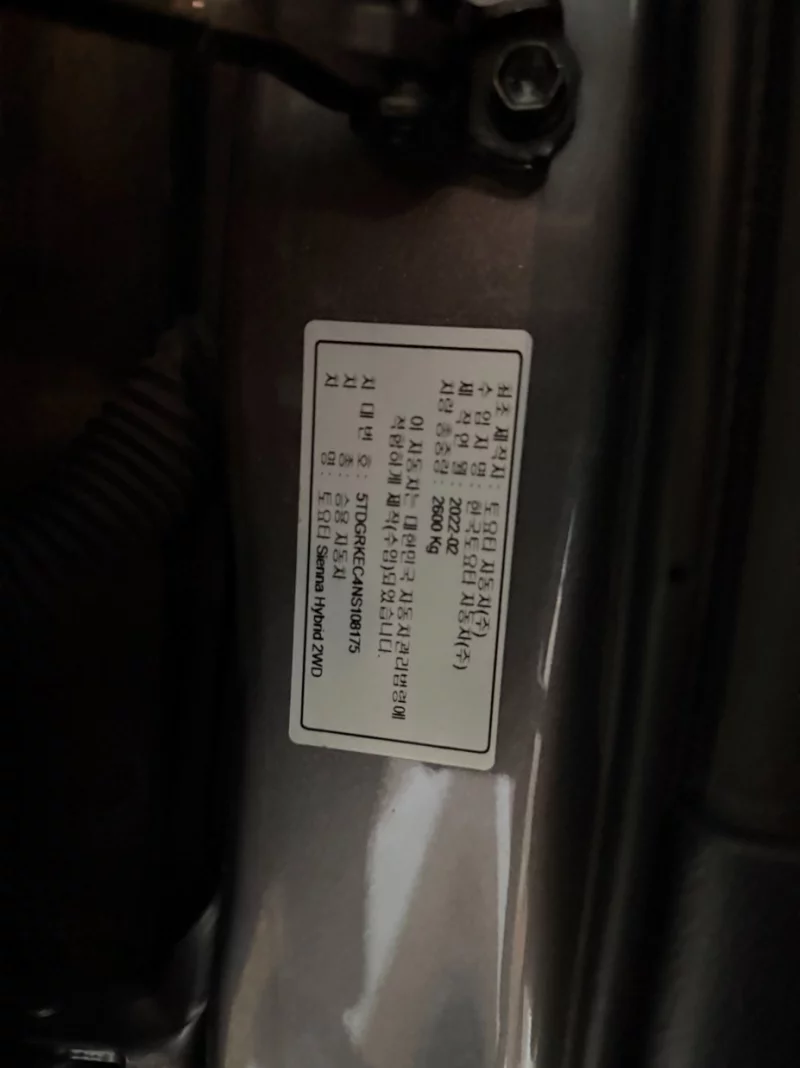 최초 제작자 : 토요타 자동차(주)
수 입 자 명 : 한국토요타 자동차(주)
제 작 연 월 : 2022-02
차량 총중량 : 2600 Kg
이 자동차는 대한민국 자동차관리법령에
적합하게 제작(수입)되었습니다.
차 대 번 호 : 5TDGRKEC4NS108175
차 종 : 승용 자동차
차 명 : 토요타 Sienna Hybrid 2WD